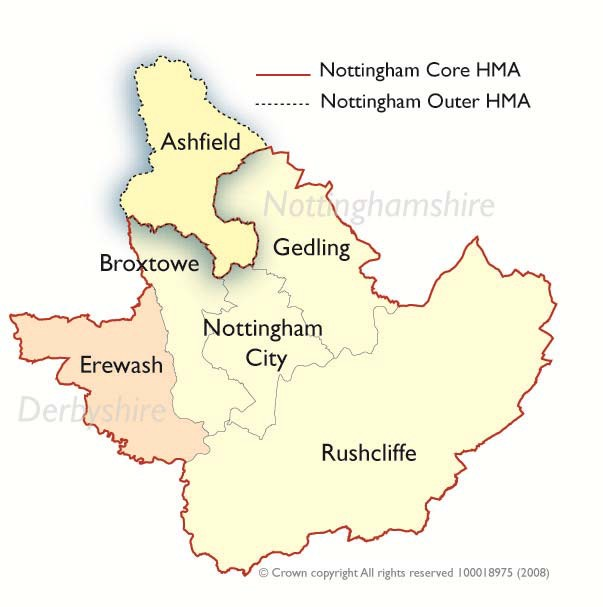 Nottingham Core HMA
Nottingham Outer HMA
Ashfield
Nottinghamshire
Gedling
Broxtowe
Nottingham
City
Erewash
Derbyshire
Rushcliffe
© Crown copyright All rights reserved 100018975 (2008)